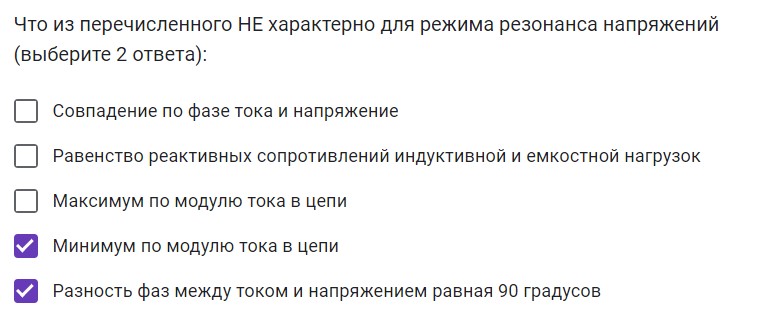 Что из перечисленного НЕ характерно для режима резонанса напряжений
(выберите 2 ответа):
Совпадение по фазе тока и напряжение
Равенство реактивных сопротивлений индуктивной и емкостной нагрузок
Максимум по модулю тока в цепи
Минимум по модулю тока в цепи
Разность фаз между током и напряжением равная 90 градусов